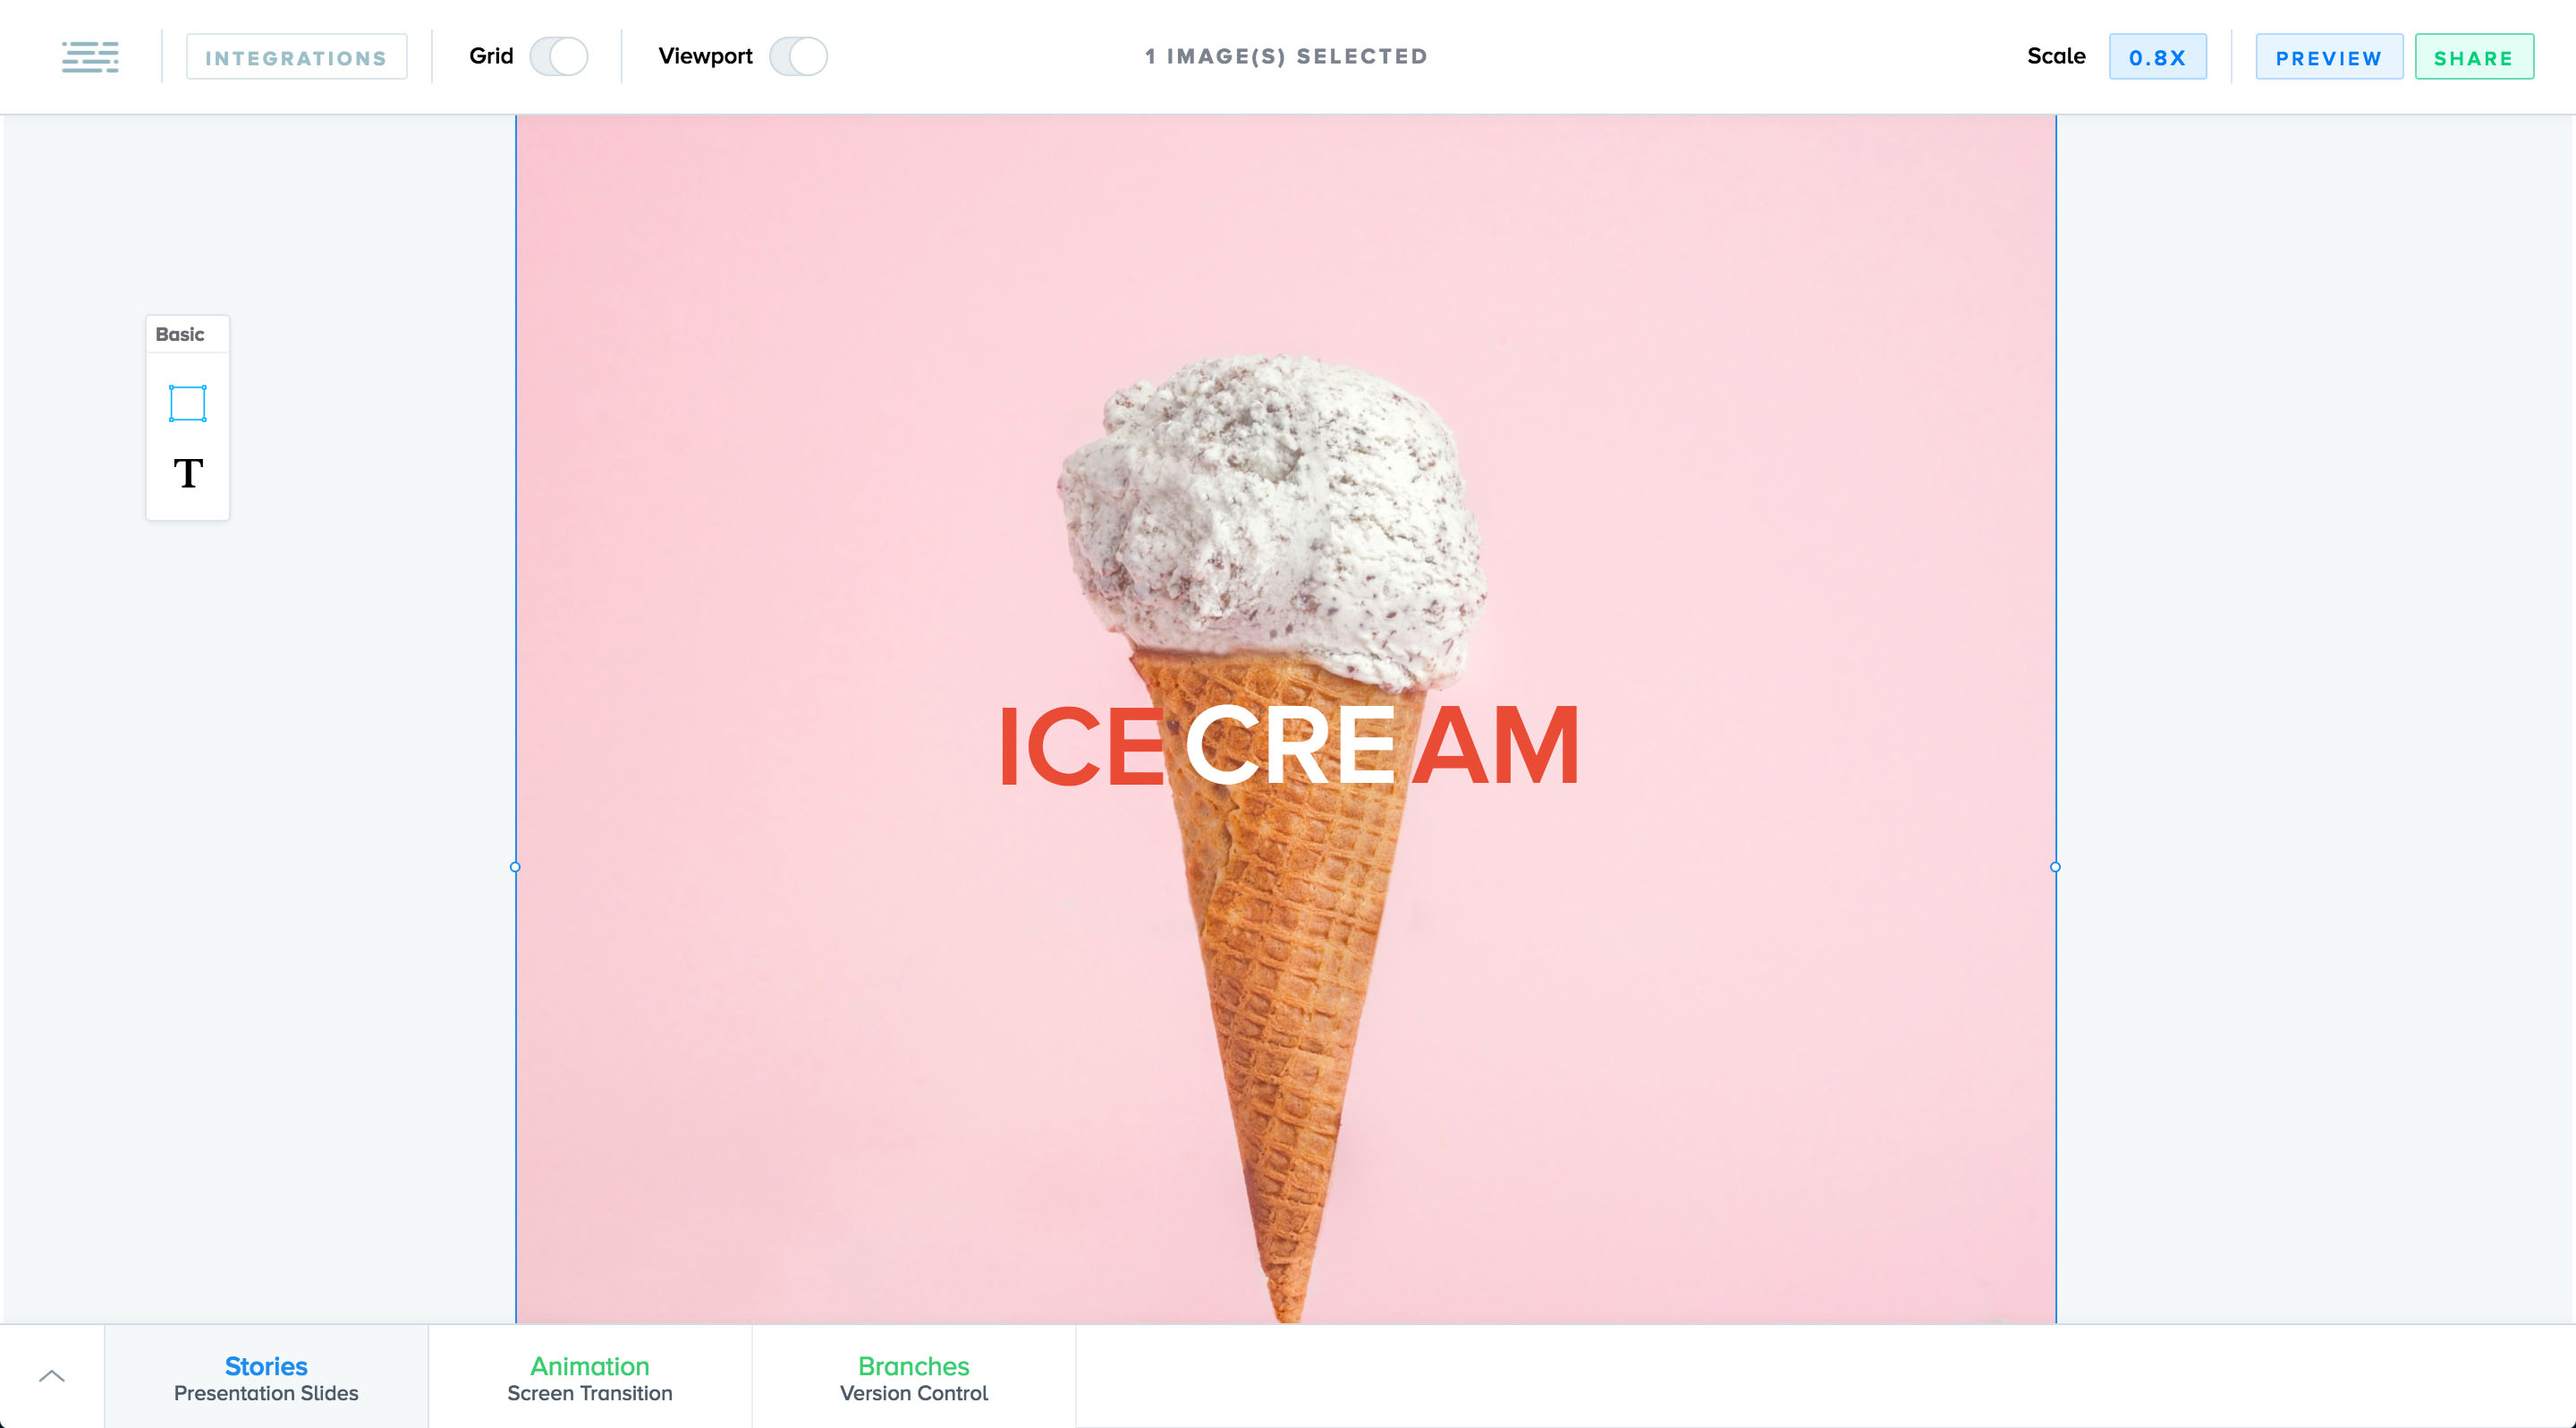 INTEGRATIONS
Grid
Viewport
1 IMAGE(S) SELECTED
Scale
0.8X
PREVIEW
SHARE
Basic
T
ICE CREAM
Stories
Presentation Slides
Animation
Screen Transition
Branches
Version Control